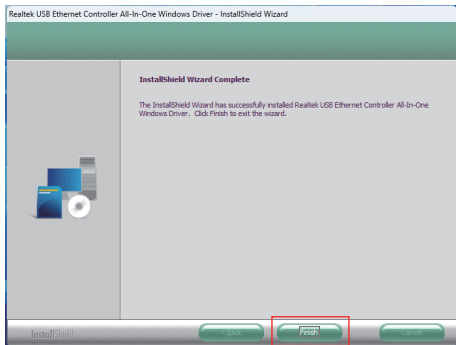 Realtek USB Ethernet Controller All-In-One Windows Driver - InstallShield Wizard
InstallShield Wizard Complete
The InstallShield Wizard has successfully installed Realtek USB Ethernet Controller All-In-One
Windows Driver. Click Finish to exit the wizard.
InstallShield
< Back Finish Cancel